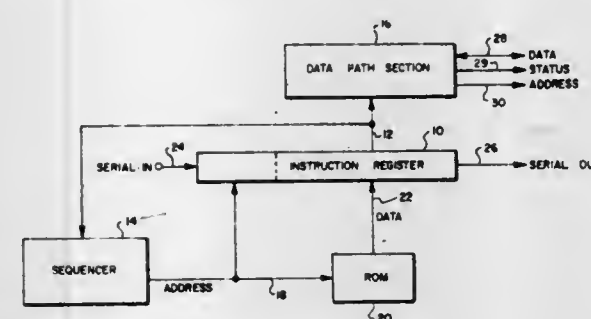 16
DATA PATH SECTION
28
DATA
29
STATUS
ADDRESS
30
12
10
SERIAL IN
24
INSTRUCTION REGISTER
26
SERIAL OU
22
DATA
14
SEQUENCER
ADDRESS
18
ROM
20